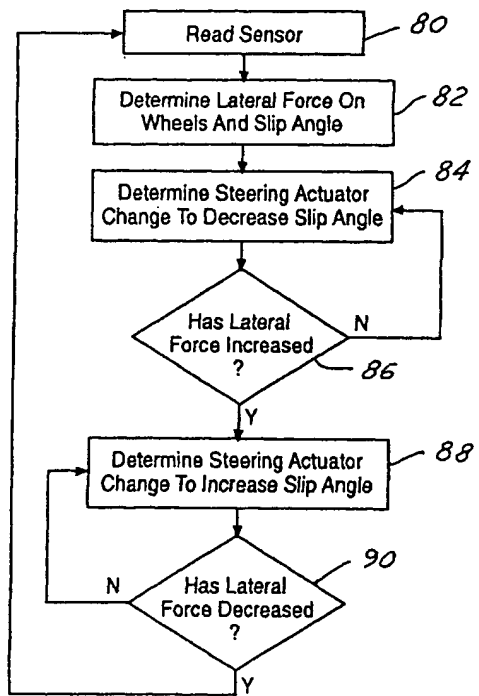 Read Sensor
80
Determine Lateral Force On
Wheels And Slip Angle
82
Determine Steering Actuator
Change To Decrease Slip Angle
84
Has Lateral
Force Increased
?
N
86
Y
Determine Steering Actuator
Change To Increase Slip Angle
88
Has Lateral
Force Decreased
?
90
N
Y